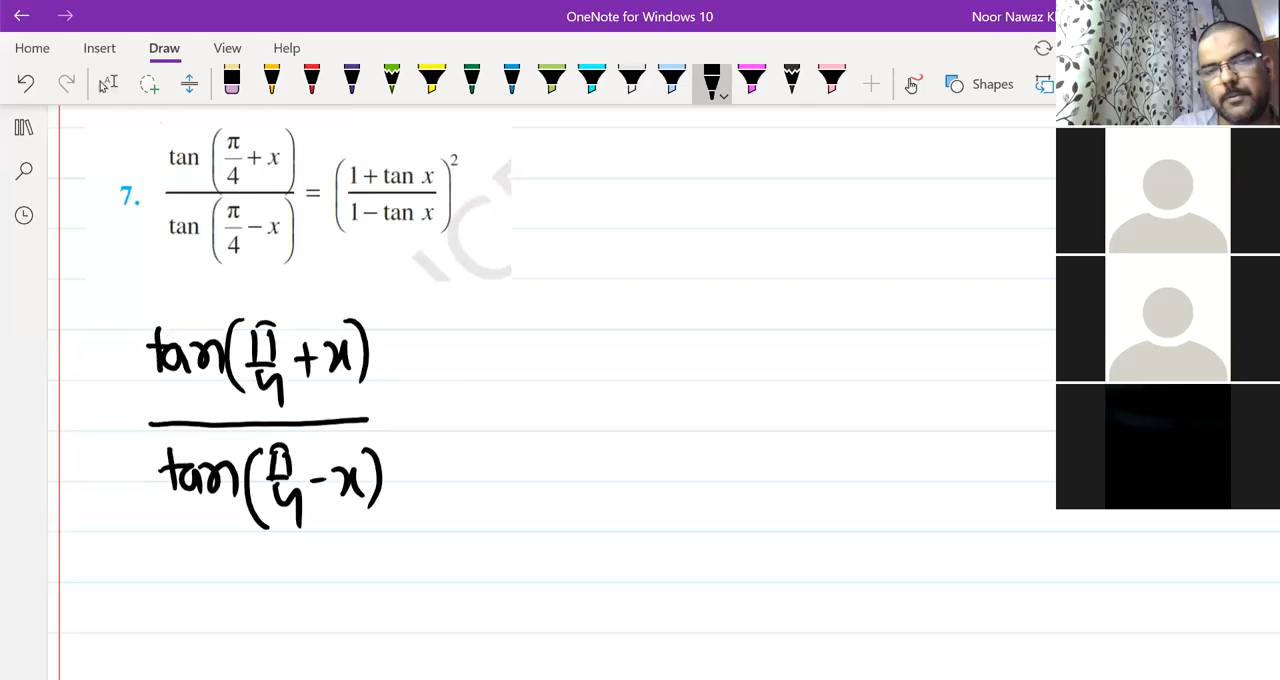 OneNote for Windows 10
Noor Nawaz K
Home Insert Draw View Help
Shapes
7. tan (π/4 + x) / tan (π/4 − x) = ((1 + tan x) / (1 − tan x))²
tan(π/4 + x)
tan(π/4 - x)